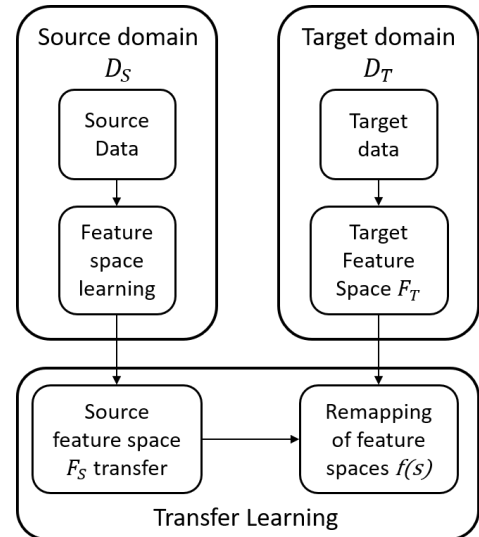 Source domain
D_S
Source
Data
Feature
space
learning
Target domain
D_T
Target
data
Target
Feature
Space F_T
Source
feature space
F_S transfer
Remapping
of feature
spaces f(s)
Transfer Learning